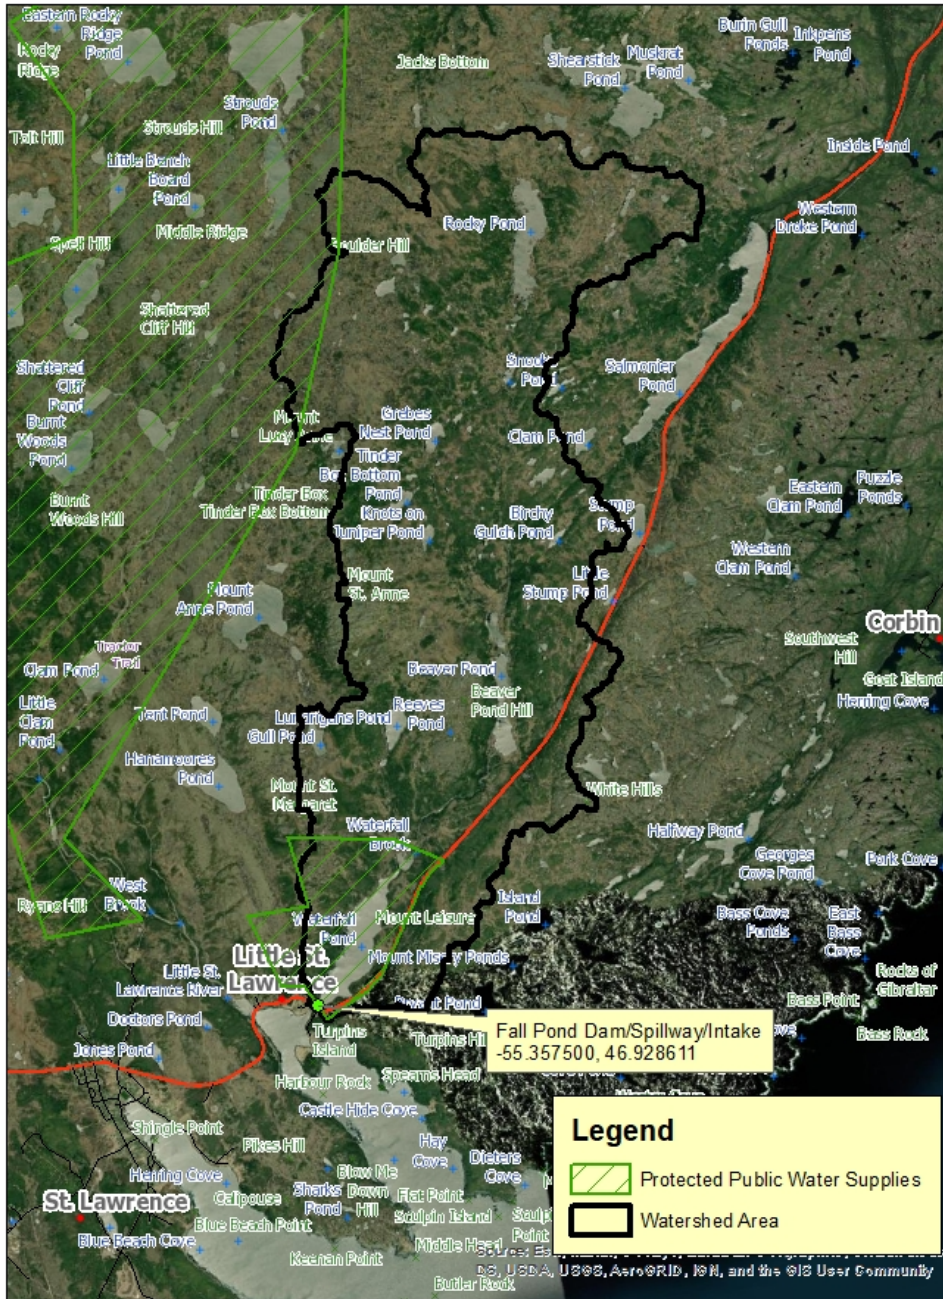 Eastern Rocky
Ridge
Pond
Rocky
Ridge
Jacks Bottom
Shearstick
Pond
Muskrat
Pond
Burin Gull
Ponds
Inkpens
Pond
Tolt Hill
Strouds Hill
Strouds
Pond
Little Bench
Board
Pond
Inside Pond
Middle Ridge
Spell Hill
Boulder Hill
Rocky Pond
Western
Droke Pond
Shattered
Cliff Hill
Shattered
Cliff
Pond
Burnt
Woods
Pond
Burnt
Woods Hill
Salmonier
Pond
Grebes
Nest Pond
Clam Pond
Tinder
Box Bottom
Pond
Knots on
Juniper Pond
Tinder Box
Tinder Box Bottom
Birchy
Gulch Pond
Stump
Pond
Eastern
Clam Pond
Puzzle
Ponds
Western
Clam Pond
Mount
St. Anne
Little
Stump Pond
Mount
Anne Pond
Corbin
Southwest
Hill
Goat Island
Herring Cove
Tractor
Trail
Clam Pond
Little
Clam
Pond
Beaver Pond
Beaver
Pond Hill
Tent Pond
Lunnigans Pond
Gull Pond
Reeves
Pond
Hanamoores
Pond
Mount St.
Margaret
White Hills
Waterfall
Brook
Halfway Pond
Georges
Cove Pond
Pork Cove
Ryans Hill
West
Brook
Island
Pond
Mount Leisure
Waterfall
Pond
Bass Cove
Ponds
East
Bass
Cove
Little St.
Lawrence
Mount Misery Ponds
Rocks of
Gibraltar
Little St.
Lawrence River
Bass Point
Bass Rock
Doctors Pond
Turpins
Island
Fall Pond Dam/Spillway/Intake
-55.357500, 46.928611
Jones Pond
Harbour Rock
Spearns Head
Castle Hide Cove
Shingle Point
Pikes Hill
Hay
Cove
Dieters
Cove
Herring Cove
Calipouse
Blow Me
Down
Hill
Sharks
Pond
Flat Point
Sculpin Island
St. Lawrence
Blue Beach Point
Blue Beach Cove
Keenan Point
Middle Head
Butler Rock
Legend
Protected Public Water Supplies
Watershed Area
DS, USDA, USGS, AeroGRID, IGN, and the GIS User Community